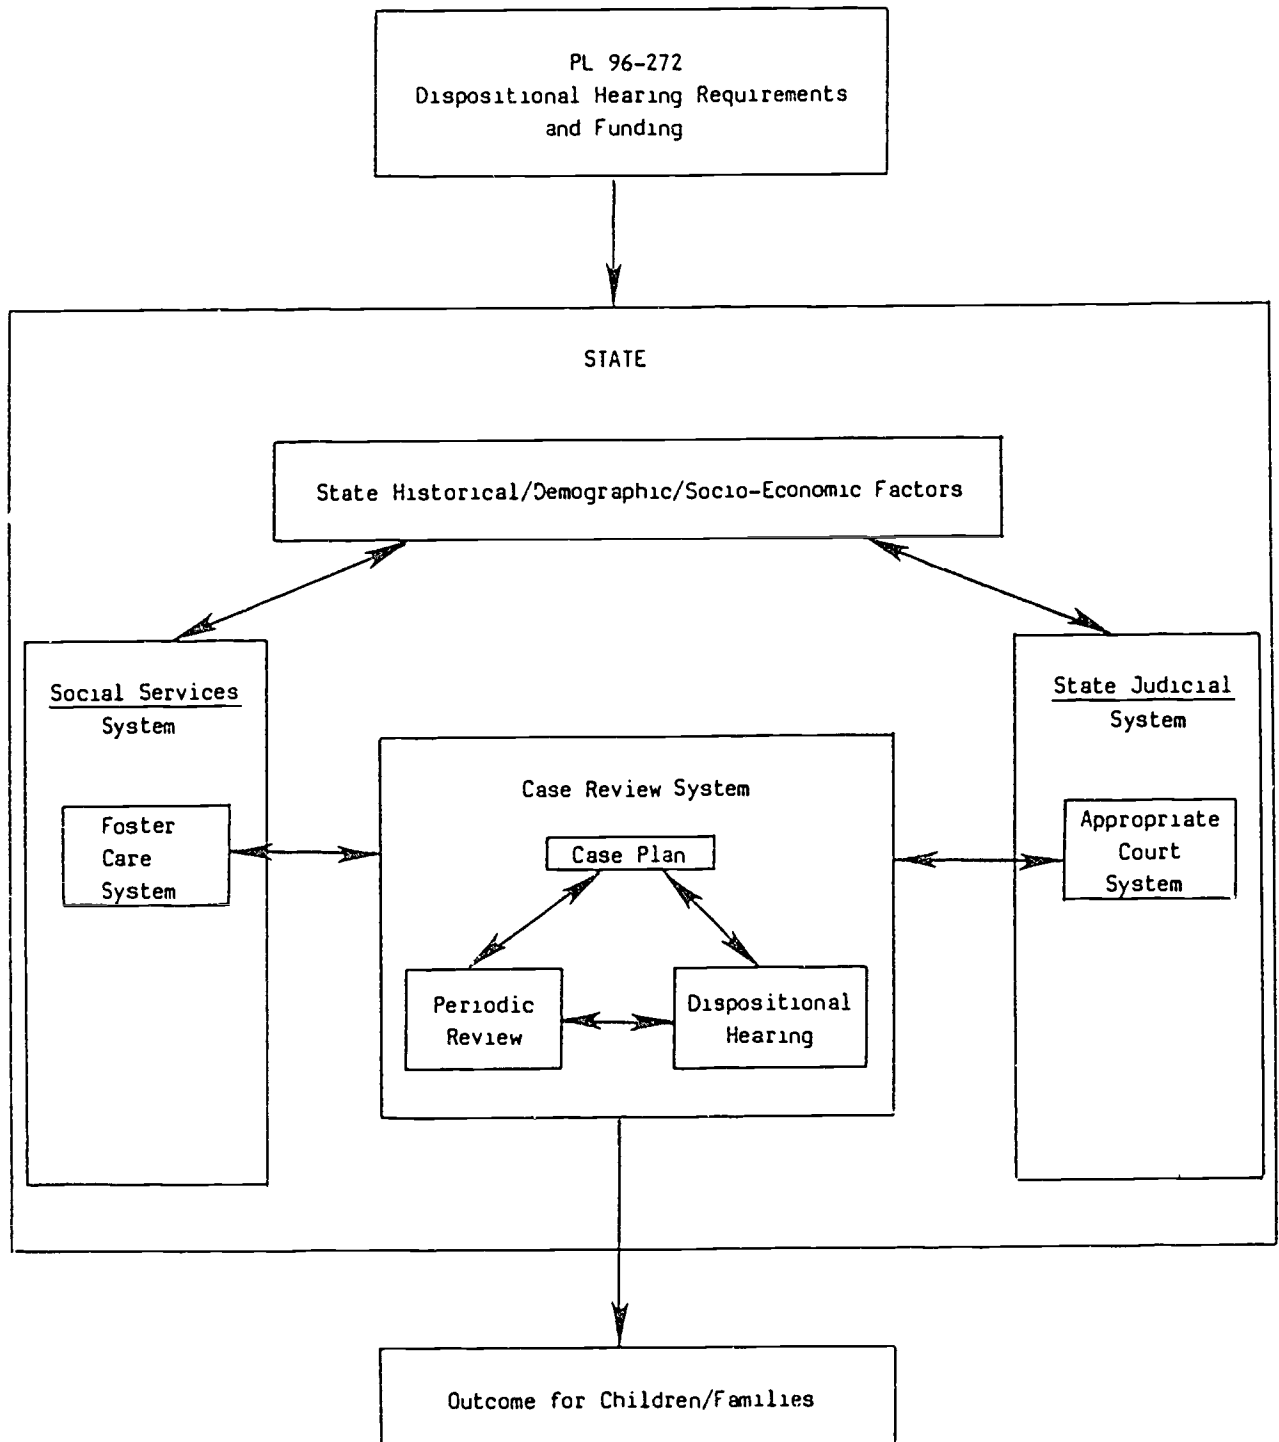 PL 96-272
Dispositional Hearing Requirements
and Funding
STATE
State Historical/Demographic/Socio-Economic Factors
Social Services
System
State Judicial
System
Case Review System
Foster
Care
System
Case Plan
Appropriate
Court
System
Periodic
Review
Dispositional
Hearing
Outcome for Children/Families